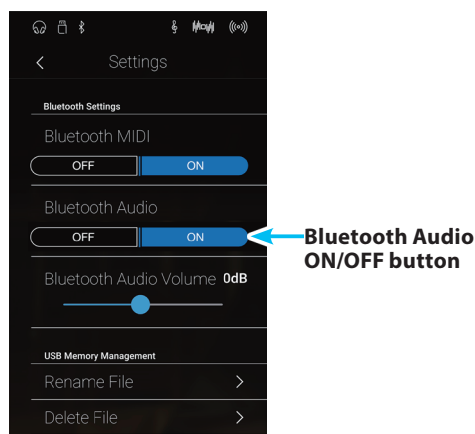 Settings
Bluetooth Settings
Bluetooth MIDI
OFF ON
Bluetooth Audio
OFF ON
Bluetooth Audio
ON/OFF button
Bluetooth Audio Volume 0dB
USB Memory Management
Rename File
Delete File